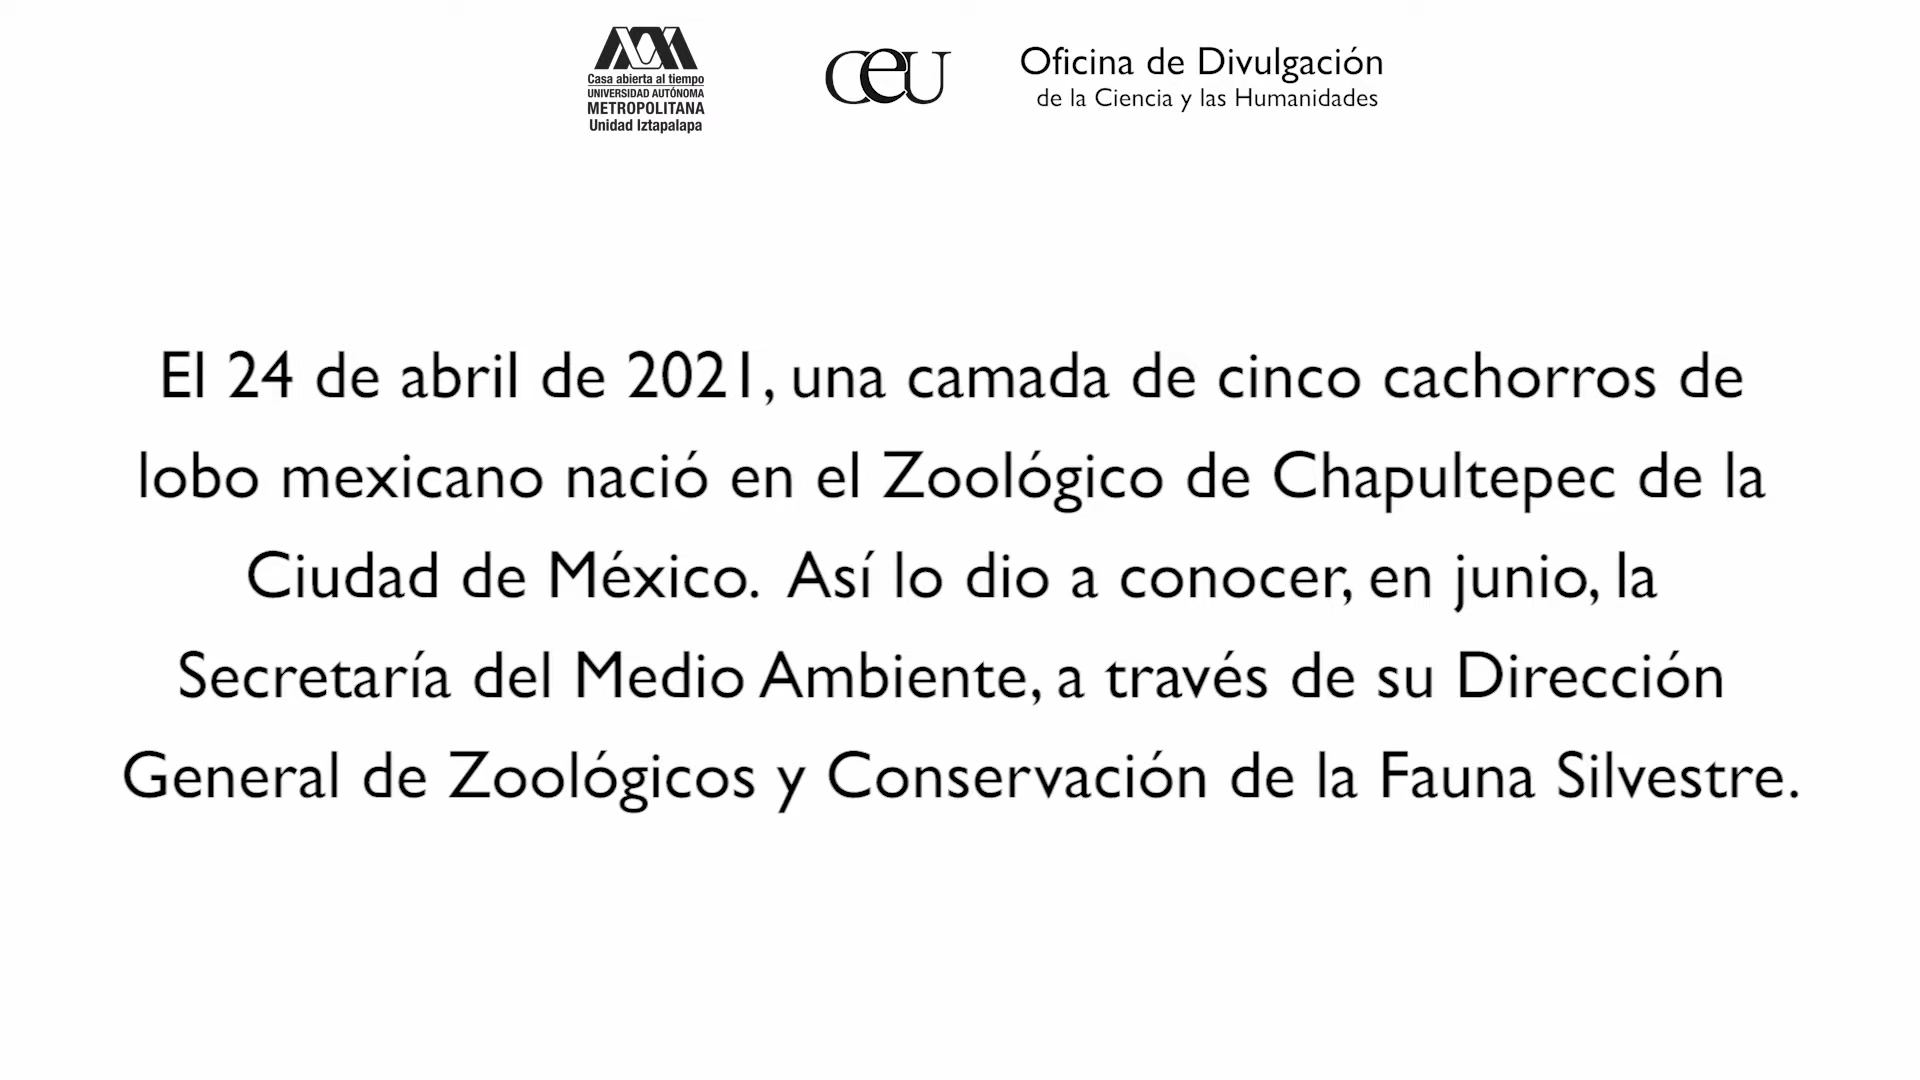 Casa abierta al tiempo
UNIVERSIDAD AUTÓNOMA
METROPOLITANA
Unidad Iztapalapa
ceu
Oficina de Divulgación
de la Ciencia y las Humanidades
El 24 de abril de 2021, una camada de cinco cachorros de
lobo mexicano nació en el Zoológico de Chapultepec de la
Ciudad de México. Así lo dio a conocer, en junio, la
Secretaría del Medio Ambiente, a través de su Dirección
General de Zoológicos y Conservación de la Fauna Silvestre.